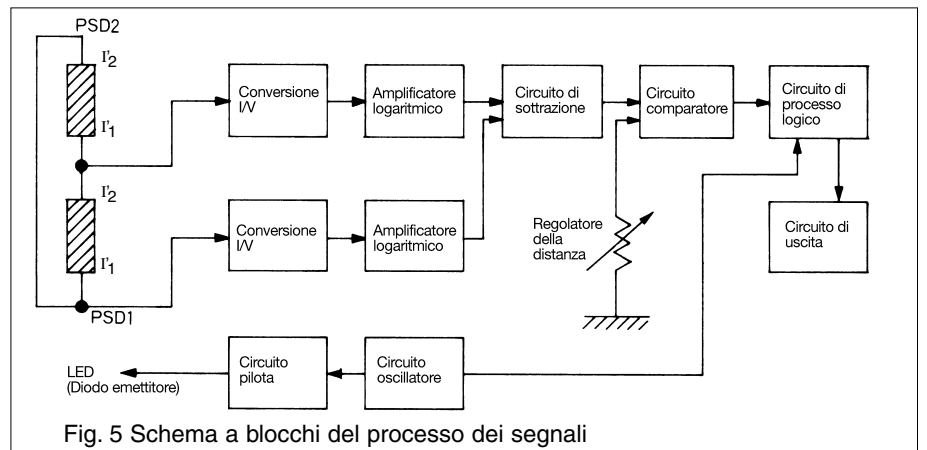 PSD2
I'2
I'1
I'2
I'1
PSD1
Conversione
I/V
Amplificatore
logaritmico
Circuito di
sottrazione
Circuito
comparatore
Circuito di
processo
logico
Conversione
I/V
Amplificatore
logaritmico
Regolatore
della
distanza
Circuito di
uscita
LED
(Diodo emettitore)
Circuito
pilota
Circuito
oscillatore
Fig. 5 Schema a blocchi del processo dei segnali